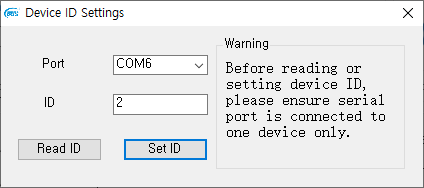 Device ID Settings
Port
COM6
ID
2
Read ID
Set ID
Warning
Before reading or
setting device ID,
please ensure serial
port is connected to
one device only.